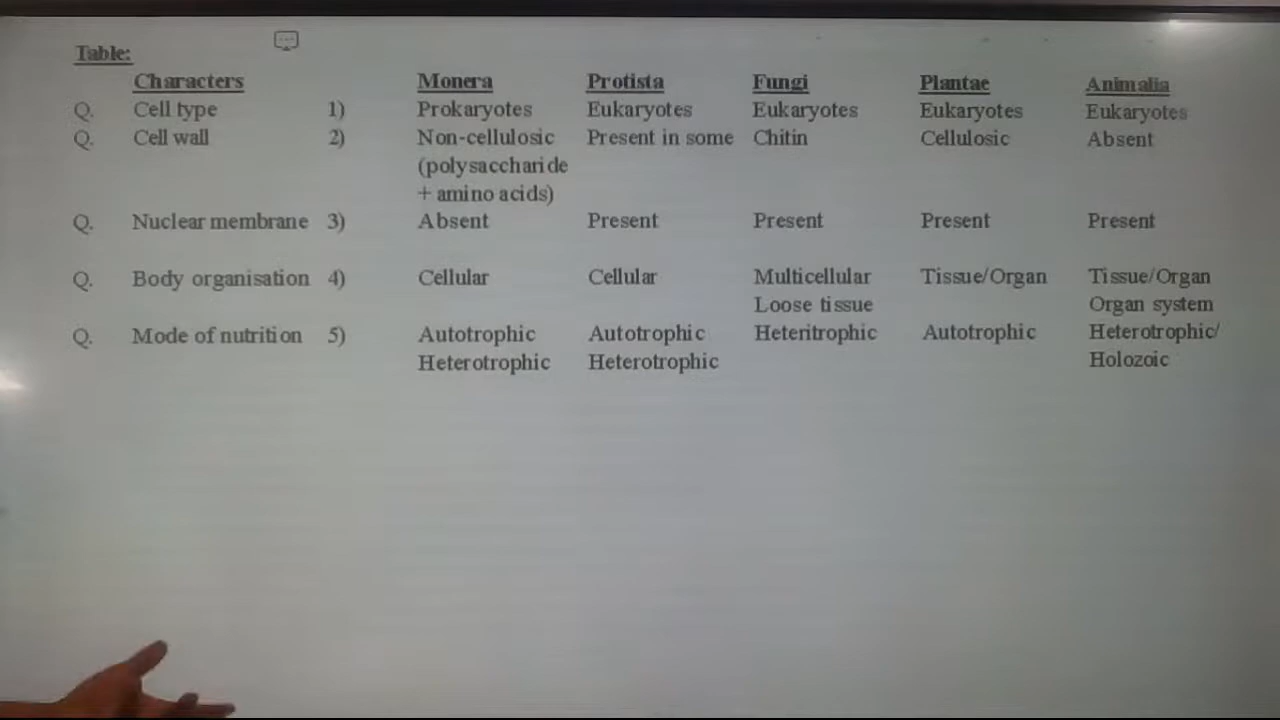 Table:
Characters Monera Protista Fungi Plantae Animalia
Q. Cell type 1) Prokaryotes Eukaryotes Eukaryotes Eukaryotes Eukaryotes
Q. Cell wall 2) Non-cellulosic Present in some Chitin Cellulosic Absent
(polysaccharide
+ amino acids)
Q. Nuclear membrane 3) Absent Present Present Present Present
Q. Body organisation 4) Cellular Cellular Multicellular Tissue/Organ Tissue/Organ
Loose tissue Organ system
Q. Mode of nutrition 5) Autotrophic Autotrophic Heteritrophic Autotrophic Heterotrophic/
Heterotrophic Heterotrophic Holozoic